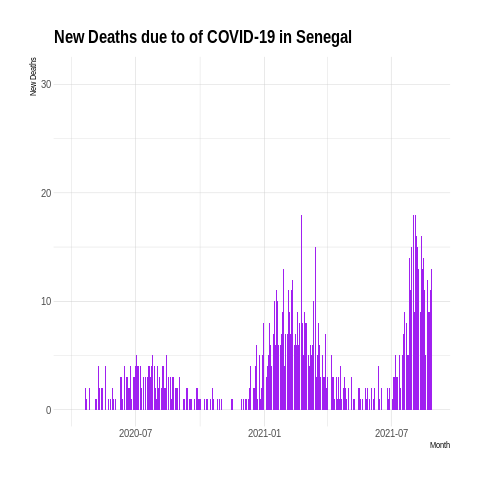 New Deaths due to of COVID-19 in Senegal
New Deaths
30
20
10
0
2020-07
2021-01
2021-07
Month